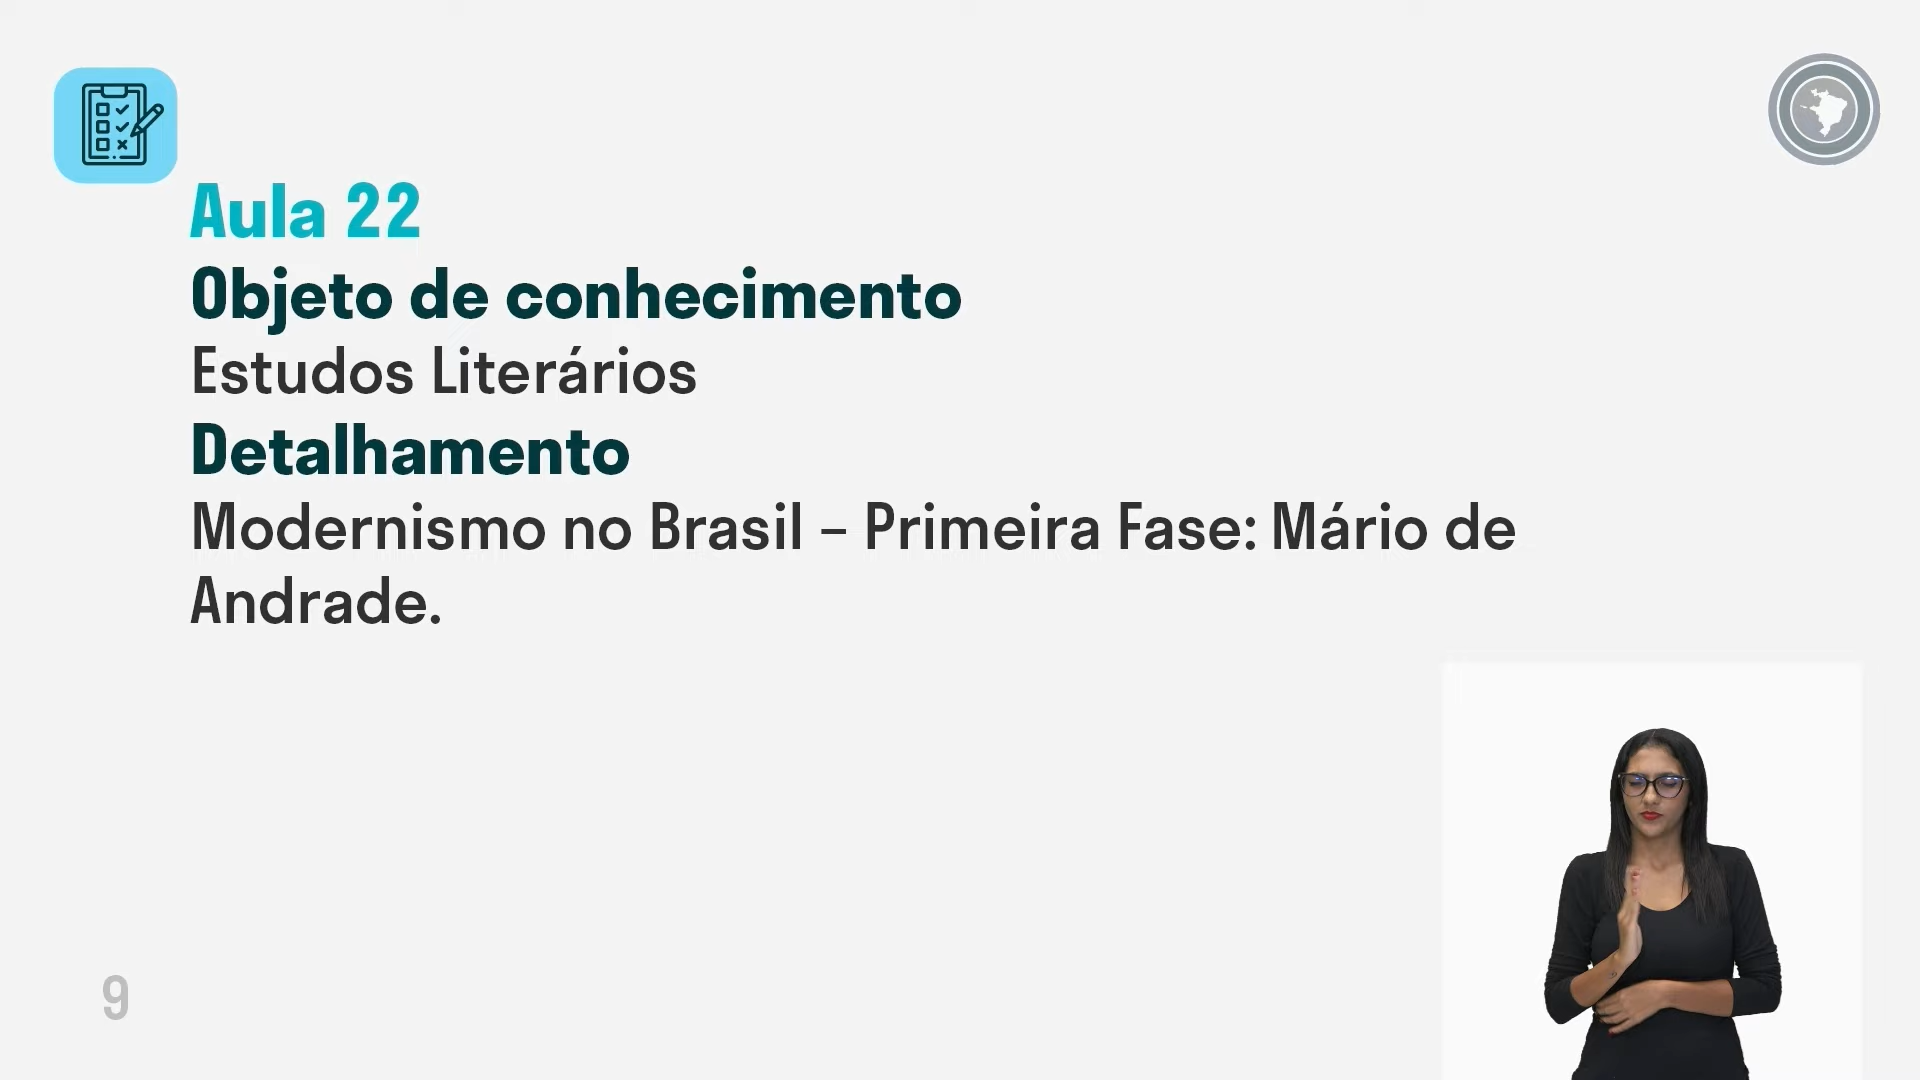 Aula 22
Objeto de conhecimento
Estudos Literários
Detalhamento
Modernismo no Brasil – Primeira Fase: Mário de
Andrade.
9